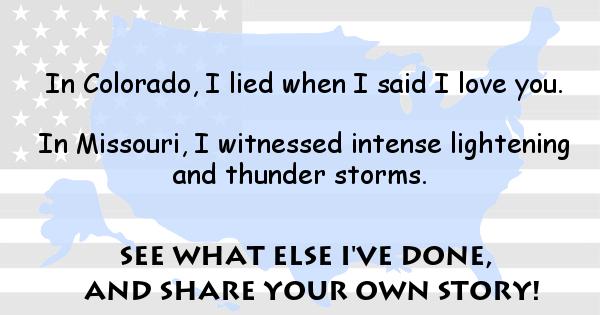 In Colorado, I lied when I said I love you.
In Missouri, I witnessed intense lightening
and thunder storms.
SEE WHAT ELSE I'VE DONE,
AND SHARE YOUR OWN STORY!